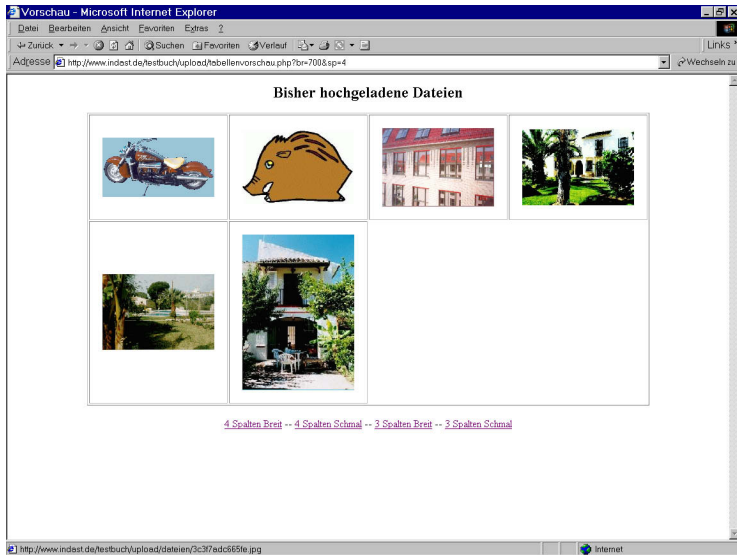 Vorschau - Microsoft Internet Explorer
Datei Bearbeiten Ansicht Favoriten Extras ?
Zurück Suchen Favoriten Verlauf Links »
Adresse http://www.indast.de/testbuch/upload/tabellenvorschau.php?br=700&sp=4 Wechseln zu
Bisher hochgeladene Dateien
4 Spalten Breit -- 4 Spalten Schmal -- 3 Spalten Breit -- 3 Spalten Schmal
http://www.indast.de/testbuch/upload/dateien/3c3f7adc665fe.jpg Internet